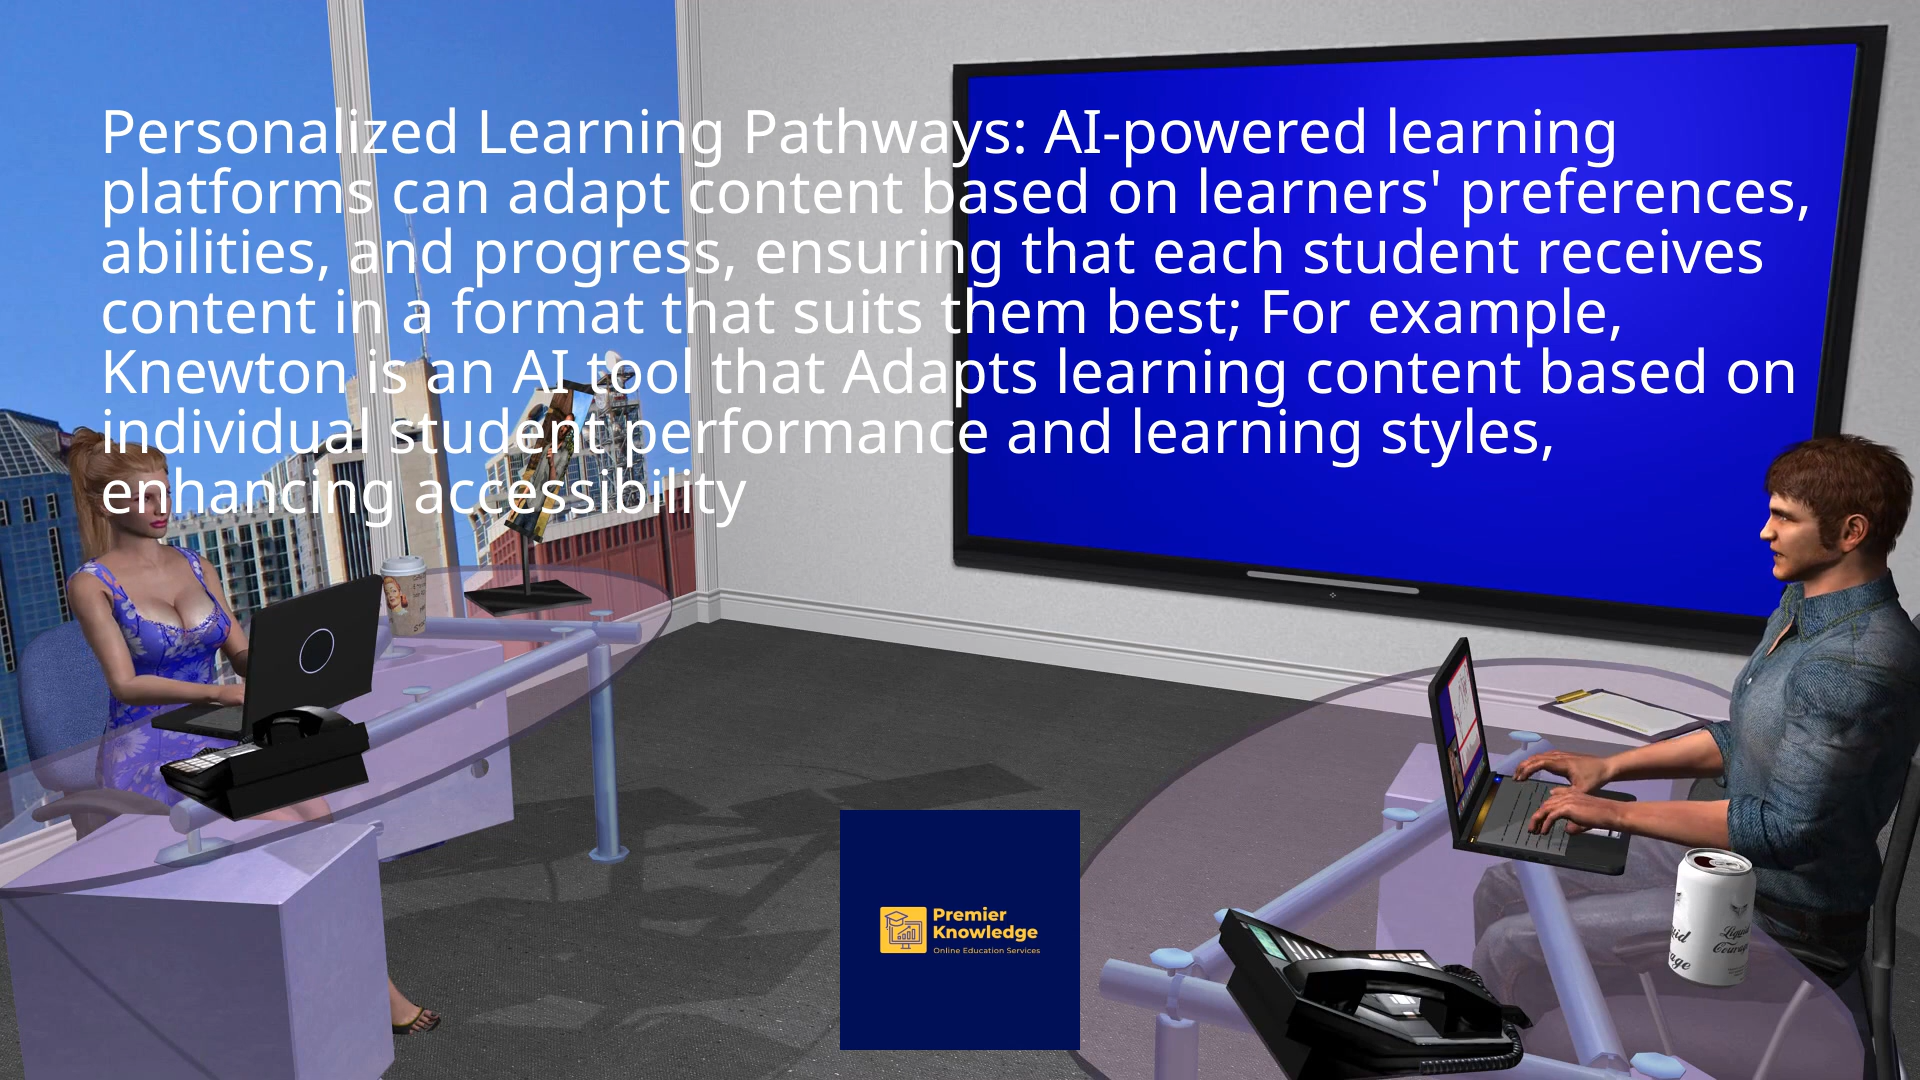 Personalized Learning Pathways: AI-powered learning
platforms can adapt content based on learners' preferences,
abilities, and progress, ensuring that each student receives
content in a format that suits them best; For example,
Knewton is an AI tool that Adapts learning content based on
individual student performance and learning styles,
enhancing accessibility
Premier
Knowledge
Online Education Services
Liquid
Courage